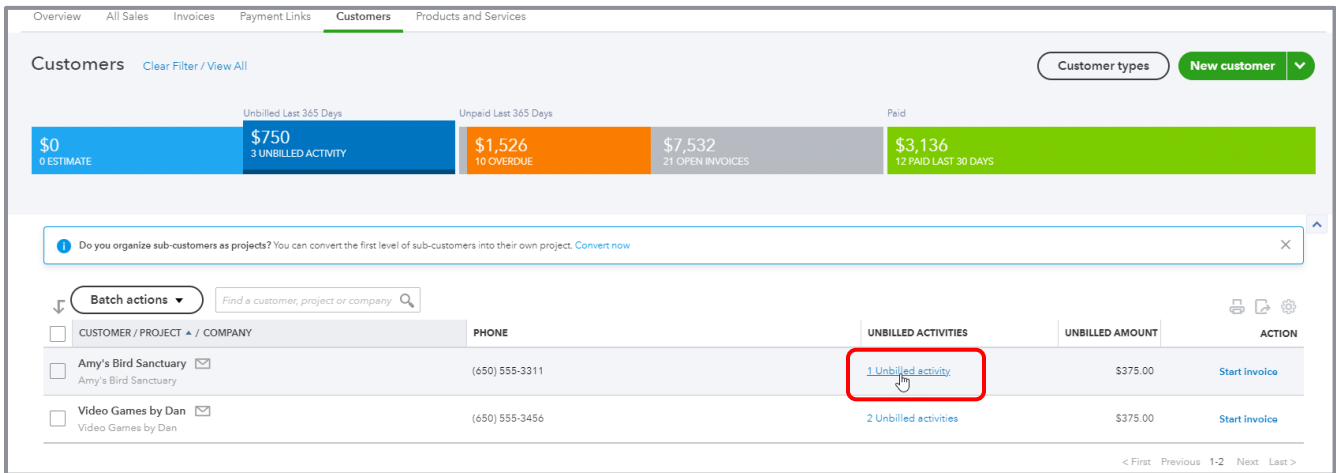 Overview All Sales Invoices Payment Links Customers Products and Services
Customers Clear Filter / View All Customer types New customer
Unbilled Last 365 Days Unpaid Last 365 Days Paid
$0 $750 $1,526 $7,532 $3,136
0 ESTIMATE 3 UNBILLED ACTIVITY 10 OVERDUE 21 OPEN INVOICES 12 PAID LAST 30 DAYS
Do you organize sub-customers as projects? You can convert the first level of sub-customers into their own project. Convert now
Batch actions Find a customer, project or company
CUSTOMER / PROJECT / COMPANY PHONE UNBILLED ACTIVITIES UNBILLED AMOUNT ACTION
Amy's Bird Sanctuary (650) 555-3311 1 Unbilled activity $375.00 Start invoice
Amy's Bird Sanctuary
Video Games by Dan (650) 555-3456 2 Unbilled activities $375.00 Start invoice
Video Games by Dan
< First Previous 1-2 Next Last >